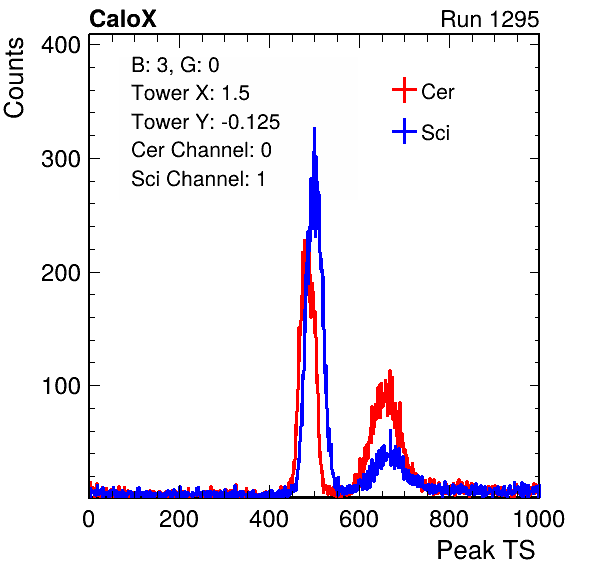 CaloX
Run 1295
Counts
400
300
200
100
B: 3, G: 0
Tower X: 1.5
Tower Y: -0.125
Cer Channel: 0
Sci Channel: 1
Cer
Sci
0 200 400 600 800 1000
Peak TS